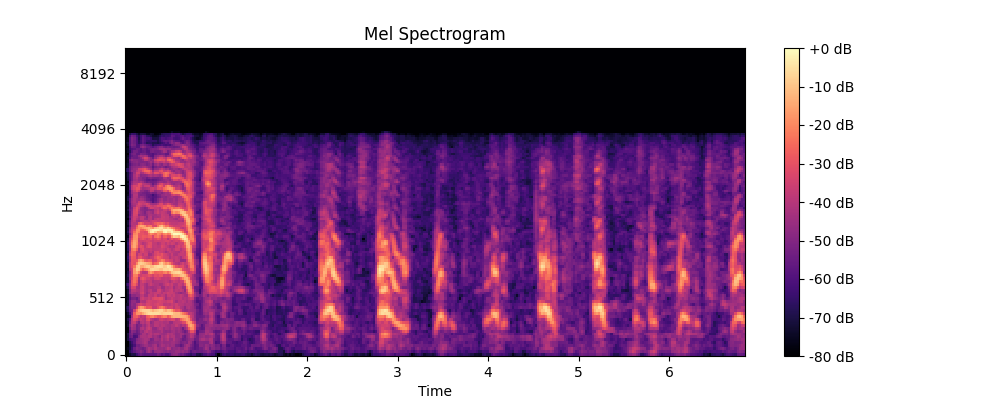 Mel Spectrogram
8192
4096
2048
1024
512
0
Hz
0 1 2 3 4 5 6
Time
+0 dB
-10 dB
-20 dB
-30 dB
-40 dB
-50 dB
-60 dB
-70 dB
-80 dB